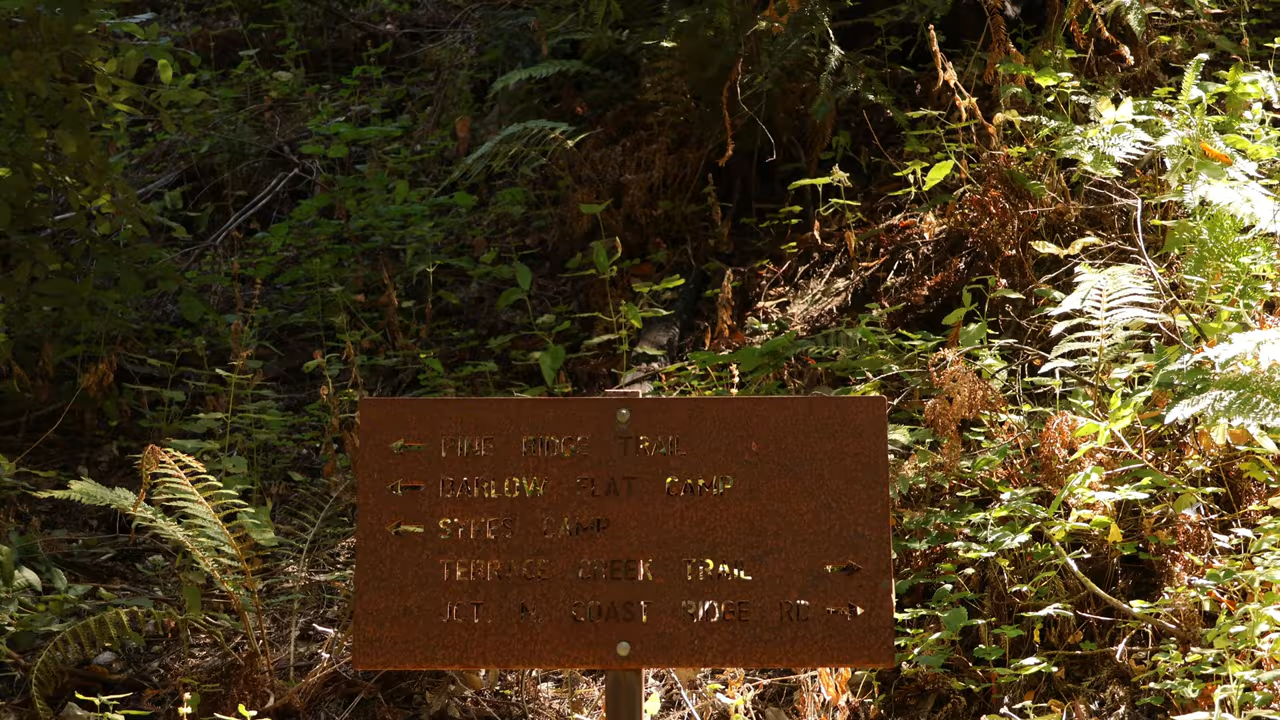 ← PINE RIDGE TRAIL
← BARLOW FLAT CAMP
← SYKES CAMP
TERRACE CREEK TRAIL →
JCT. N. COAST RIDGE RD →